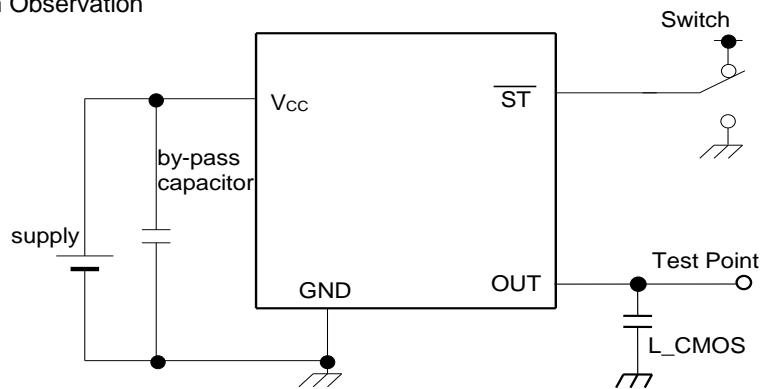 Observation
Switch
VCC
ST
by-pass
capacitor
supply
Test Point
OUT
GND
L_CMOS